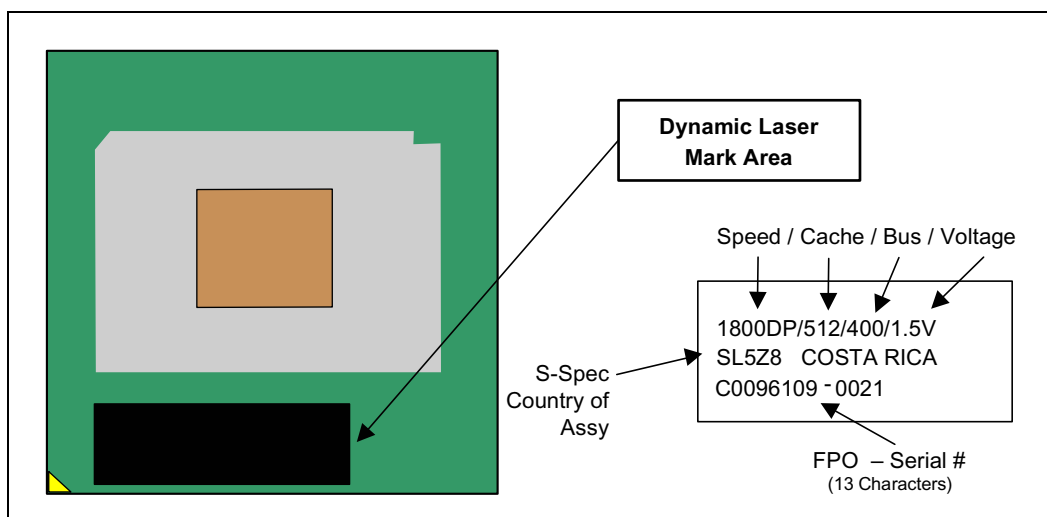 Dynamic Laser
Mark Area
Speed / Cache / Bus / Voltage
1800DP/512/400/1.5V
SL5Z8 COSTA RICA
C0096109 -0021
S-Spec
Country of
Assy
FPO – Serial #
(13 Characters)